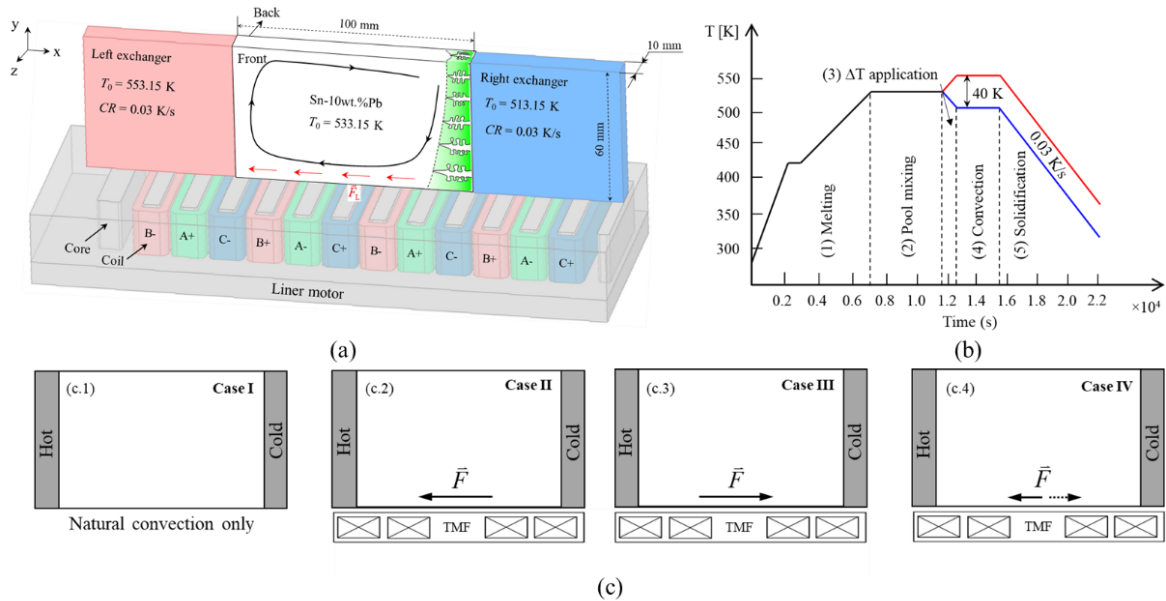 y
x
z
Back
100 mm
10 mm
Front
Left exchanger
T₀ = 553.15 K
CR = 0.03 K/s
Sn-10wt.%Pb
T₀ = 533.15 K
Right exchanger
T₀ = 513.15 K
CR = 0.03 K/s
60 mm
F⃗L
Core
Coil
B- A+ C- B+ A- C+ B- A+ C- B+ A- C+
Liner motor
(a)
T [K]
550
500
450
400
350
300
(3) ΔT application
40 K
0.03 K/s
(1) Melting
(2) Pool mixing
(4) Convection
(5) Solidification
0.2 0.4 0.6 0.8 1.0 1.2 1.4 1.6 1.8 2.0 2.2
×10⁴
Time (s)
(b)
(c.1) Case I
Hot
Cold
Natural convection only
(c.2) Case II
Hot
Cold
F⃗
TMF
(c.3) Case III
Hot
Cold
F⃗
TMF
(c.4) Case IV
Hot
Cold
F⃗
TMF
(c)